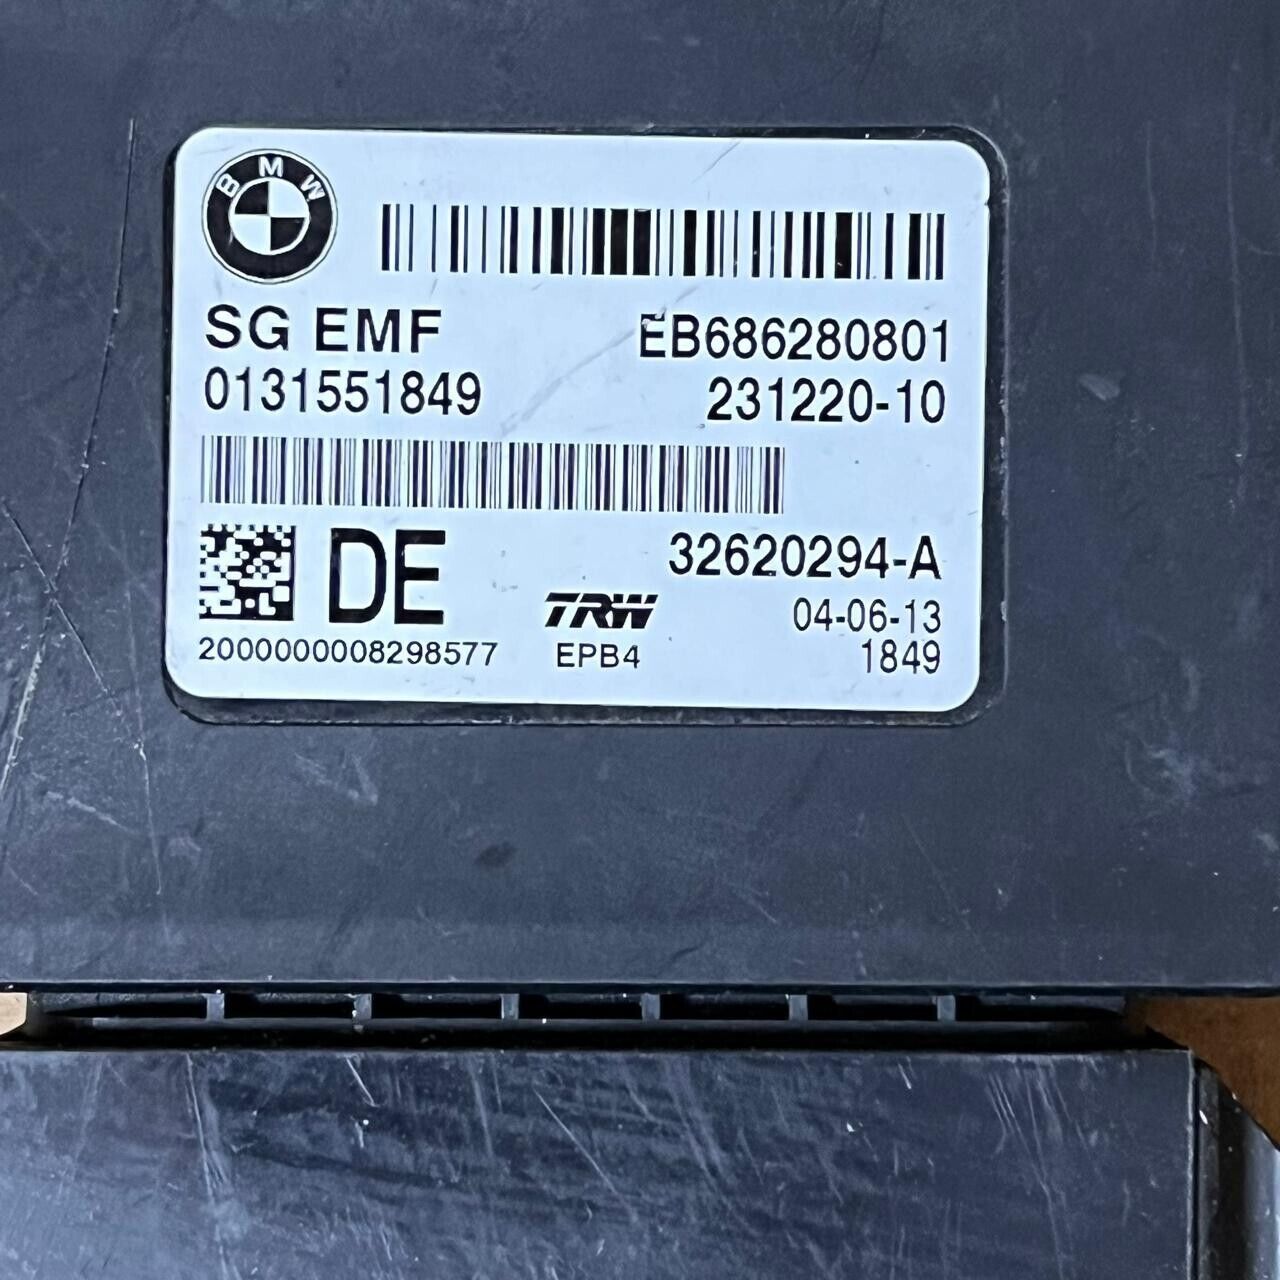 BMW
SG EMF EB686280801
0131551849 231220-10
DE 32620294-A
TRW 04-06-13
2000000008298577 EPB4 1849